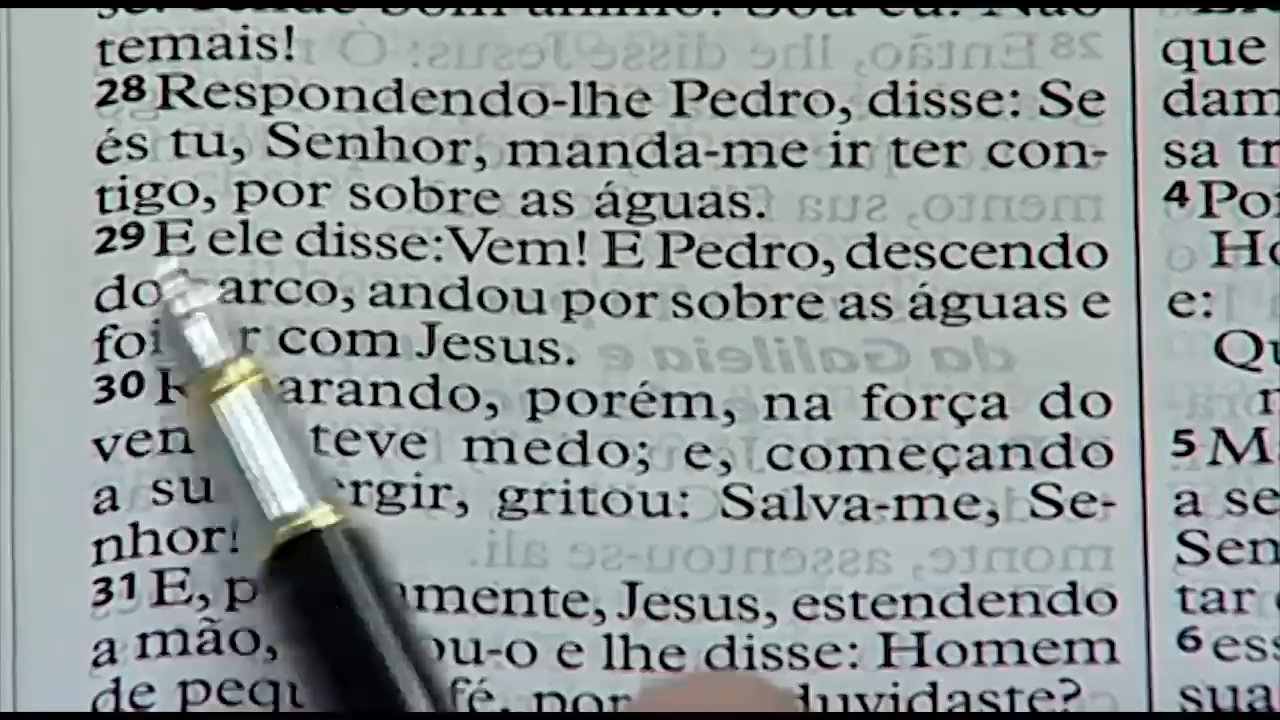 temais!
28 Respondendo-lhe Pedro, disse: Se
és tu, Senhor, manda-me ir ter con-
tigo, por sobre as águas.
29 E ele disse: Vem! E Pedro, descendo
do arco, andou por sobre as águas e
foi r com Jesus.
30 R arando, porém, na força do
ven teve medo; e, começando
a su rgir, gritou: Salva-me, Se-
nhor!
31 E, p amente, Jesus, estendendo
a mão, ou-o e lhe disse: Homem
de pequ fé, por duvidaste?
que
dam
sa tr
4 Po
Ho
e:
Qu
5 M
a se
Sen
tar
6 ess
sua